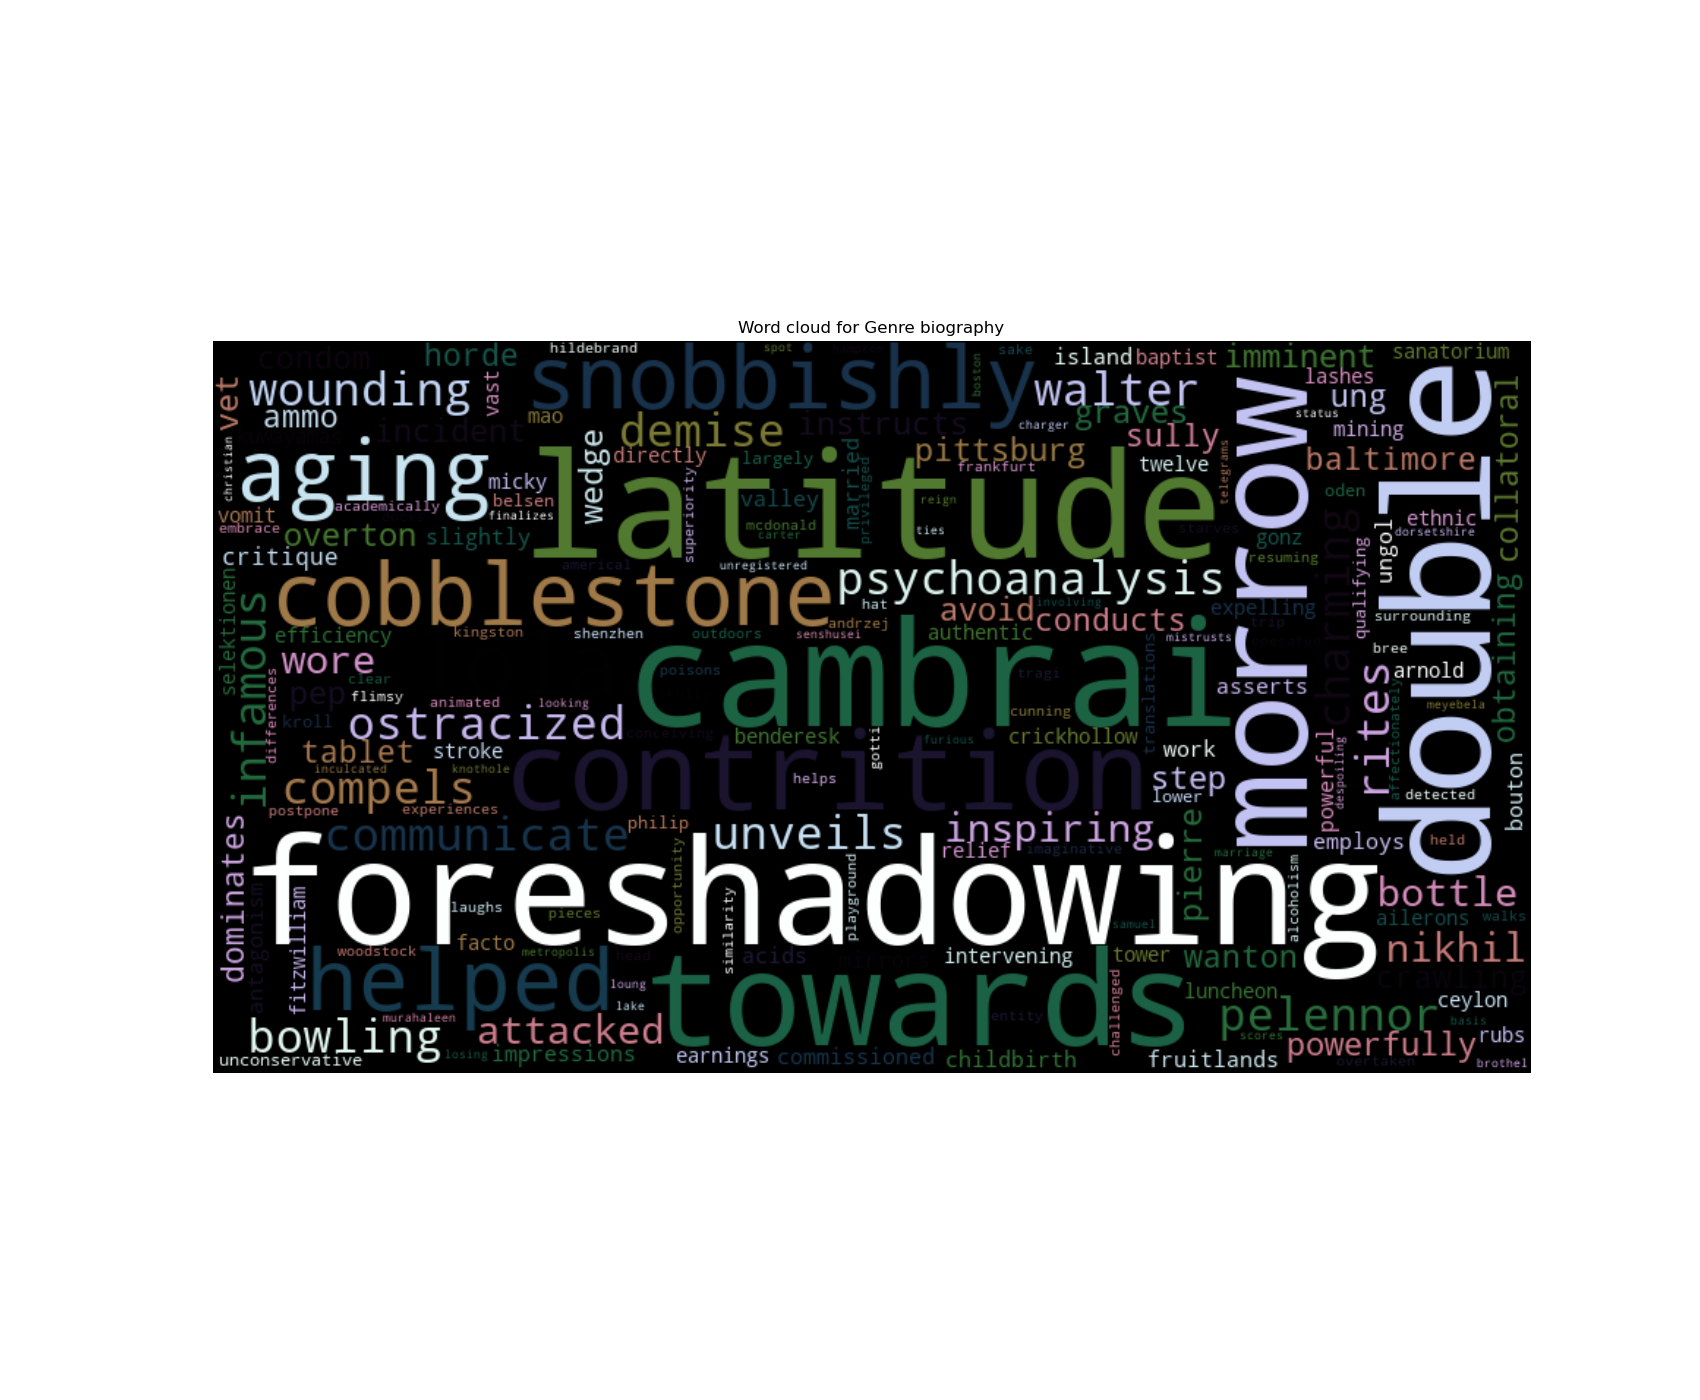 Word cloud for Genre biography
condom
horde
hildebrand
snobbishly
spot
boston
sake
island
baptist
imminent
sanatorium
vet
wounding
vast
ammo
mao
incident
demise
instructs
walter
graves
charger
sully
lashes
ung
status
mining
morrow
double
collatoral
kuwayamas
christian
aging
micky
academically
belsen
finalizes
vomit
embrace
overton
slightly
critique
wedge
directly
superiority
largely
valley
mcdonald
carter
married
privileged
pittsburg
frankfurt
reign
ties
twelve
telegrams
starves
latitude
baltimore
oden
gonz
resuming
charming
qualifying
ungol
ethnic
dorsetshire
americal
unregistered
cobblestone
psychoanalysis
hat
andrzej
avoid
involving
conducts
expelling
trip
surrounding
selektionen
infamous
efficiency
kingston
shenzhen
outdoors
senshusei
authentic
mistrusts
translations
bree
obtaining
wore
differences
clear
pep
flimsy
kroll
animated
looking
poisons
cambrai
tragi
cunning
asserts
arnold
rites
affectionately
meyebela
ostracized
conceiving
benderesk
gotti
furious
crickhollow
work
tablet
stroke
inculcated
knothole
contrition
helps
step
lower
powerful
despoiling
detected
bouton
compels
postpone
experiences
dominates
communicate
philip
unveils
inspiring
relief
imaginative
pierre
marriage
employs
held
foreshadowing
antagonism
fitzwilliam
laughs
pieces
opportunity
similarity
playground
samuel
alcoholism
bottle
ailerons
walks
woodstock
facto
metropolis
head
acids
mirrors
intervening
tower
wanton
nikhil
crawling
helped
loung
lake
towards
entity
challenged
luncheon
pelennor
ceylon
basis
scores
rubs
bowling
murahaleen
attacked
powerfully
unconservative
losing
impressions
earnings
commissioned
childbirth
fruitlands
overtaken
brothel